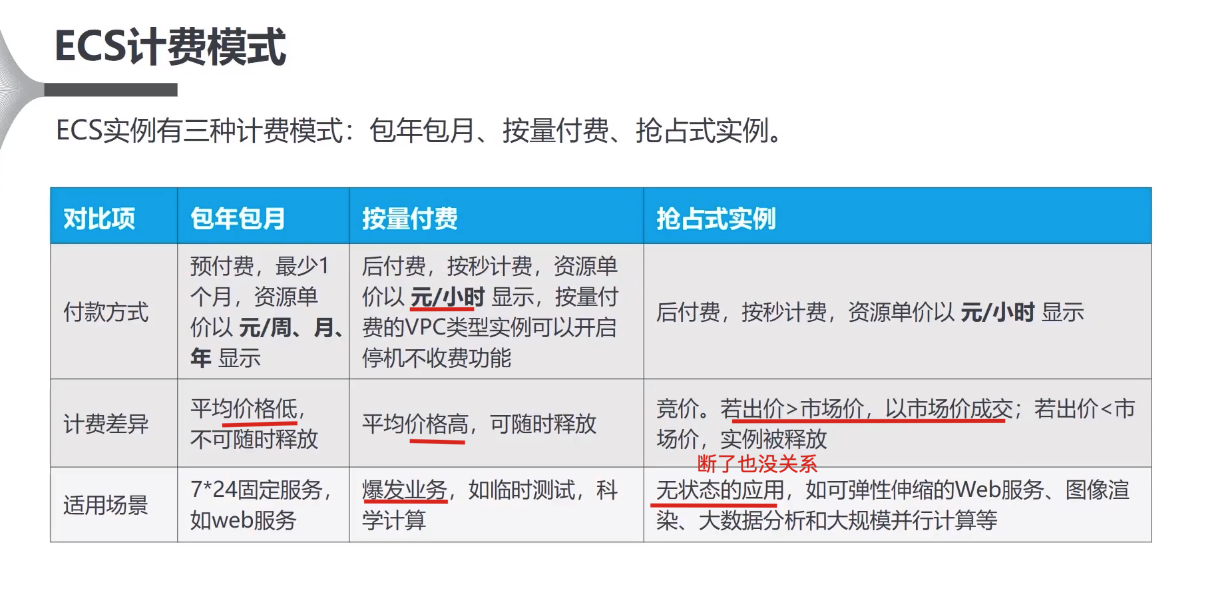 ECS计费模式
ECS实例有三种计费模式：包年包月、按量付费、抢占式实例。
对比项
包年包月
按量付费
抢占式实例
付款方式
预付费，最少1
个月，资源单
价以 元/周、月、
年 显示
后付费，按秒计费，资源单
价以 元/小时 显示，按量付
费的VPC类型实例可以开启
停机不收费功能
后付费，按秒计费，资源单价以 元/小时 显示
计费差异
平均价格低，
不可随时释放
平均价格高，可随时释放
竞价。若出价>市场价，以市场价成交；若出价<市
场价，实例被释放
断了也没关系
适用场景
7*24固定服务，
如web服务
爆发业务，如临时测试，科
学计算
无状态的应用，如可弹性伸缩的Web服务、图像渲
染、大数据分析和大规模并行计算等